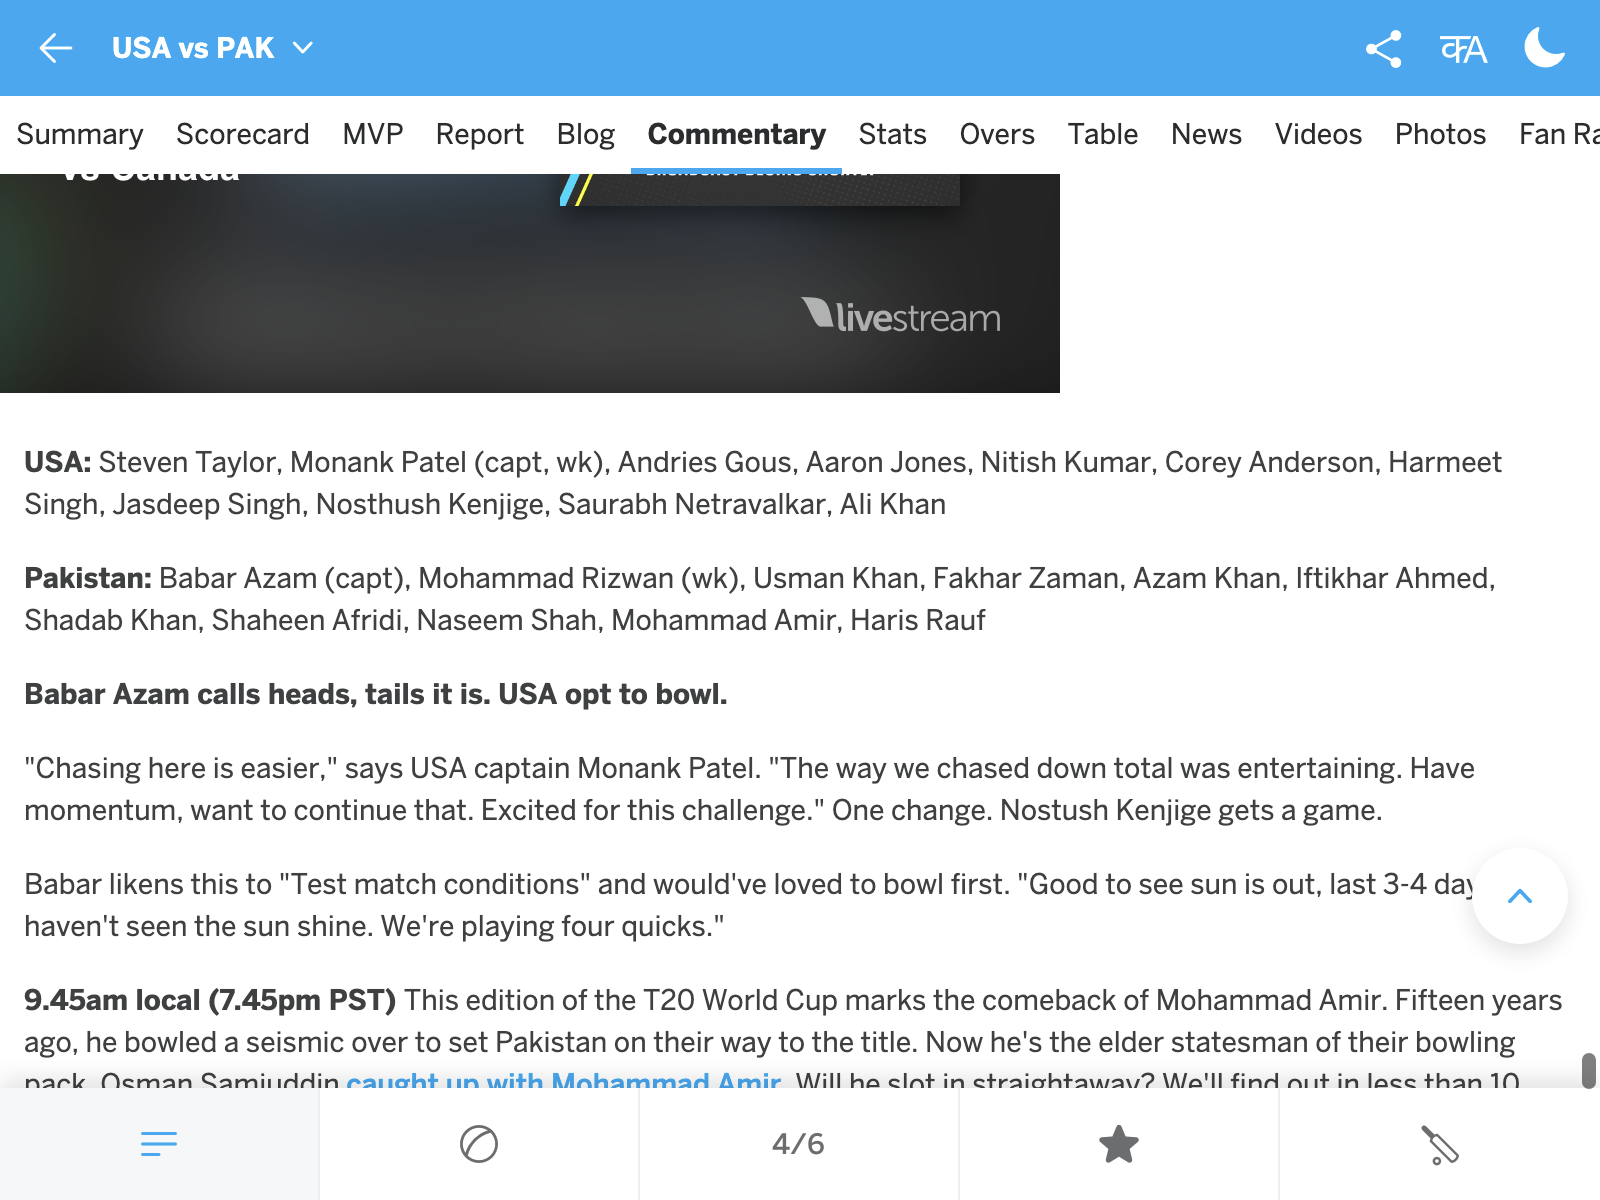 USA vs PAK
Summary Scorecard MVP Report Blog Commentary Stats Overs Table News Videos Photos Fan Ra
vs Canada
livestream
USA: Steven Taylor, Monank Patel (capt, wk), Andries Gous, Aaron Jones, Nitish Kumar, Corey Anderson, Harmeet
Singh, Jasdeep Singh, Nosthush Kenjige, Saurabh Netravalkar, Ali Khan
Pakistan: Babar Azam (capt), Mohammad Rizwan (wk), Usman Khan, Fakhar Zaman, Azam Khan, Iftikhar Ahmed,
Shadab Khan, Shaheen Afridi, Naseem Shah, Mohammad Amir, Haris Rauf
Babar Azam calls heads, tails it is. USA opt to bowl.
"Chasing here is easier," says USA captain Monank Patel. "The way we chased down total was entertaining. Have
momentum, want to continue that. Excited for this challenge." One change. Nostush Kenjige gets a game.
Babar likens this to "Test match conditions" and would've loved to bowl first. "Good to see sun is out, last 3-4 day
haven't seen the sun shine. We're playing four quicks."
9.45am local (7.45pm PST) This edition of the T20 World Cup marks the comeback of Mohammad Amir. Fifteen years
ago, he bowled a seismic over to set Pakistan on their way to the title. Now he's the elder statesman of their bowling
pack. Osman Samiuddin caught up with Mohammad Amir. Will he slot in straightaway? We'll find out in less than 10
4/6